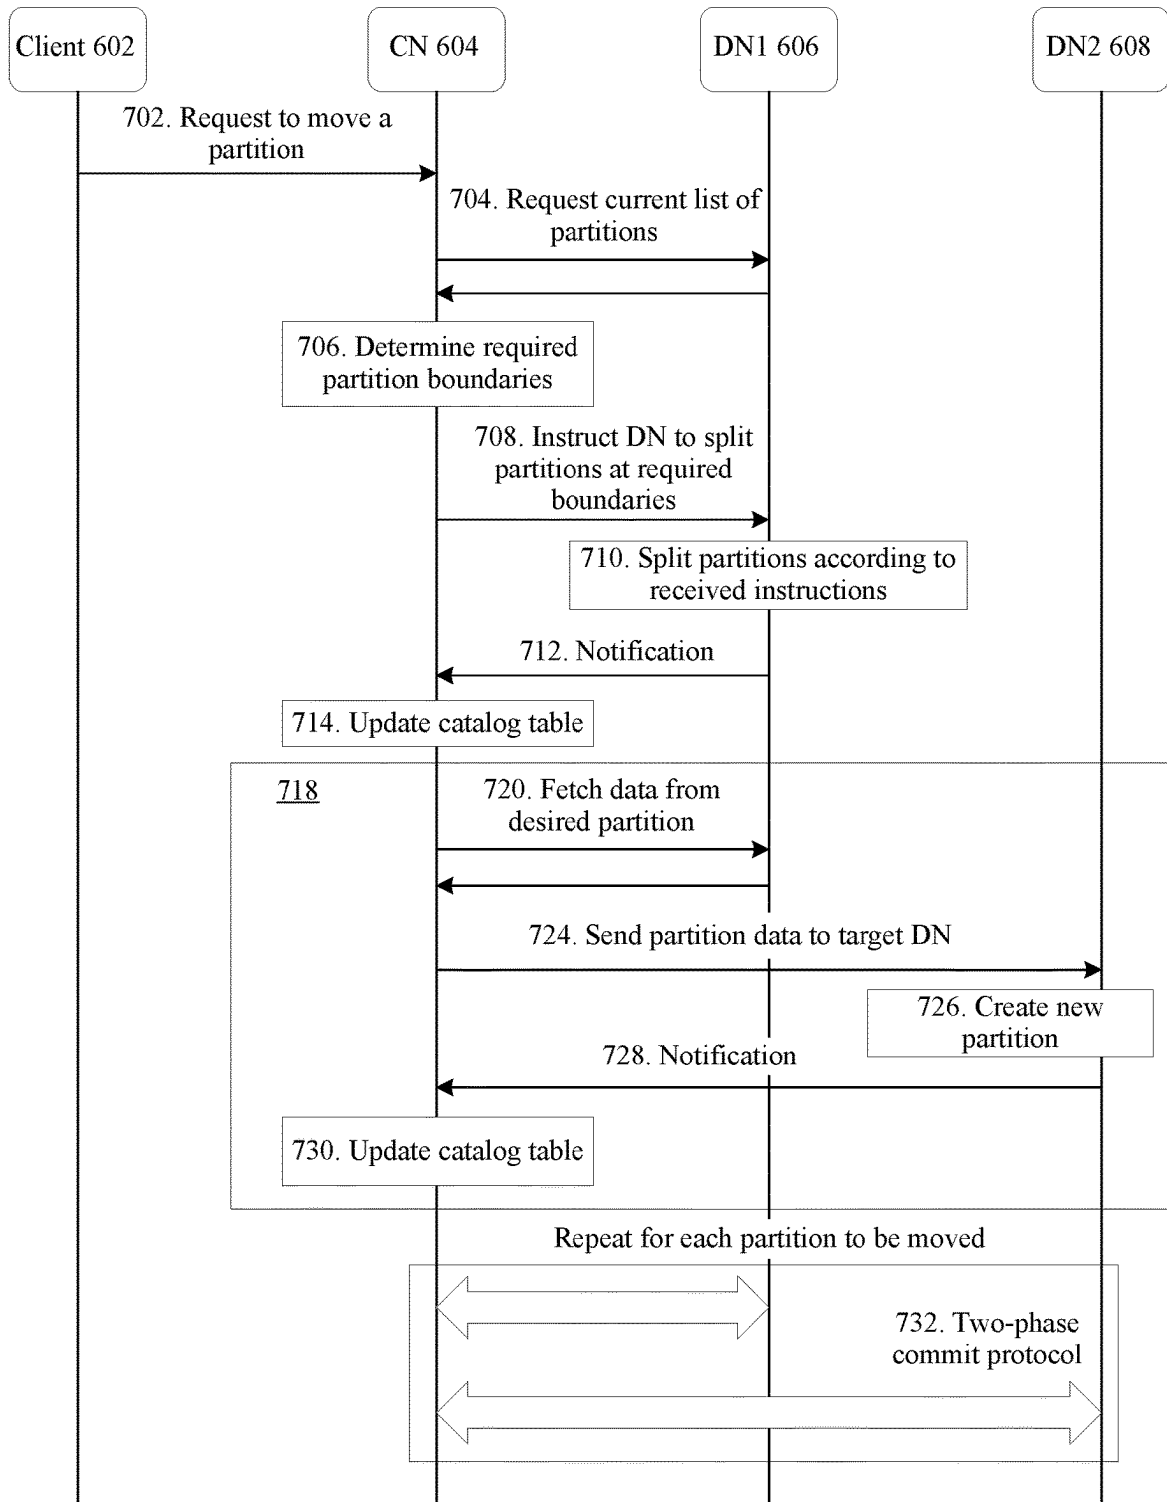 Client 602
CN 604
DN1 606
DN2 608
702. Request to move a
partition
704. Request current list of
partitions
706. Determine required
partition boundaries
708. Instruct DN to split
partitions at required
boundaries
710. Split partitions according to
received instructions
712. Notification
714. Update catalog table
718
720. Fetch data from
desired partition
724. Send partition data to target DN
726. Create new
partition
728. Notification
730. Update catalog table
Repeat for each partition to be moved
732. Two-phase
commit protocol